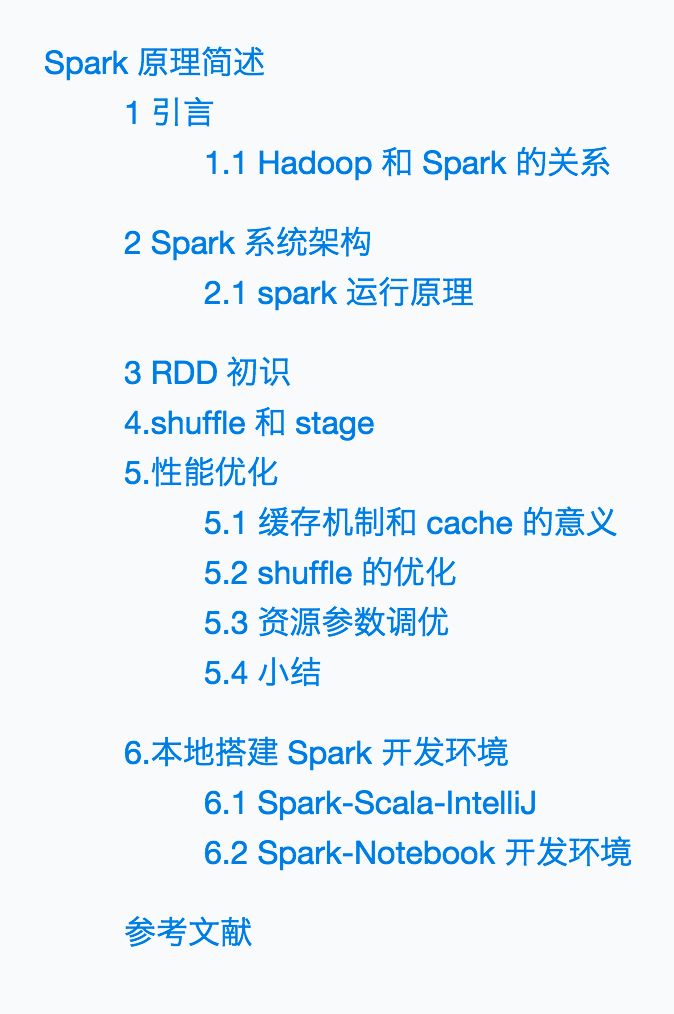 Spark 原理简述
1 引言
1.1 Hadoop 和 Spark 的关系
2 Spark 系统架构
2.1 spark 运行原理
3 RDD 初识
4.shuffle 和 stage
5.性能优化
5.1 缓存机制和 cache 的意义
5.2 shuffle 的优化
5.3 资源参数调优
5.4 小结
6.本地搭建 Spark 开发环境
6.1 Spark-Scala-IntelliJ
6.2 Spark-Notebook 开发环境
参考文献